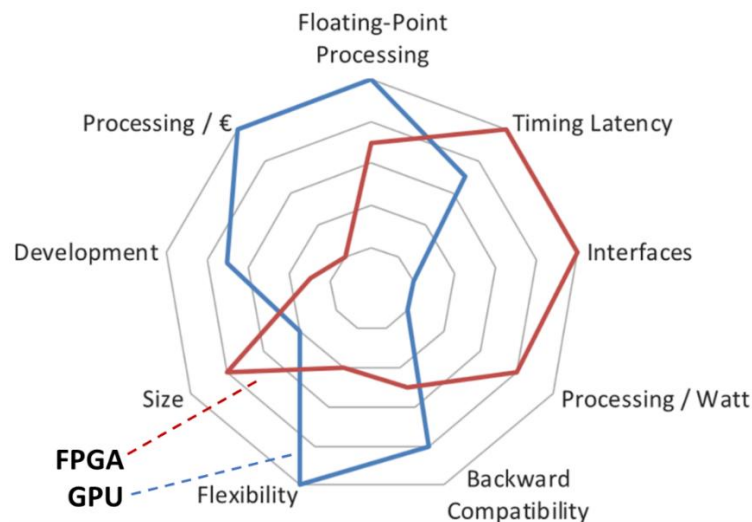 Floating-Point
Processing
Processing / €
Timing Latency
Development
Interfaces
Size
Processing / Watt
FPGA
GPU
Flexibility
Backward
Compatibility